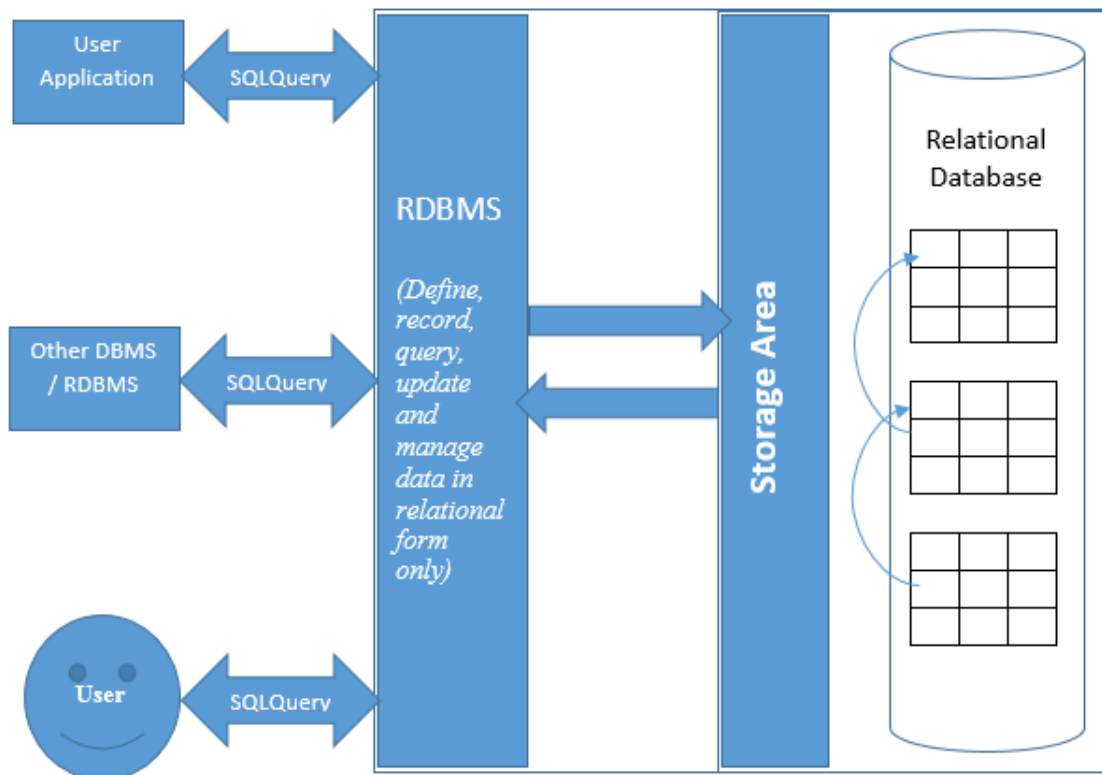 User
Application
SQLQuery
Other DBMS
/ RDBMS
SQLQuery
User
SQLQuery
RDBMS
(Define,
record,
query,
update
and
manage
data in
relational
form
only)
Storage Area
Relational
Database